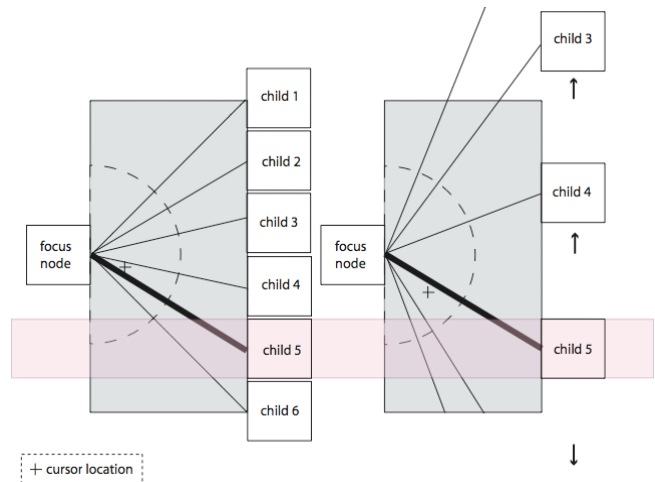 child 1
child 2
child 3
child 4
child 5
child 6
focus
node
+ cursor location
child 3
child 4
child 5
focus
node